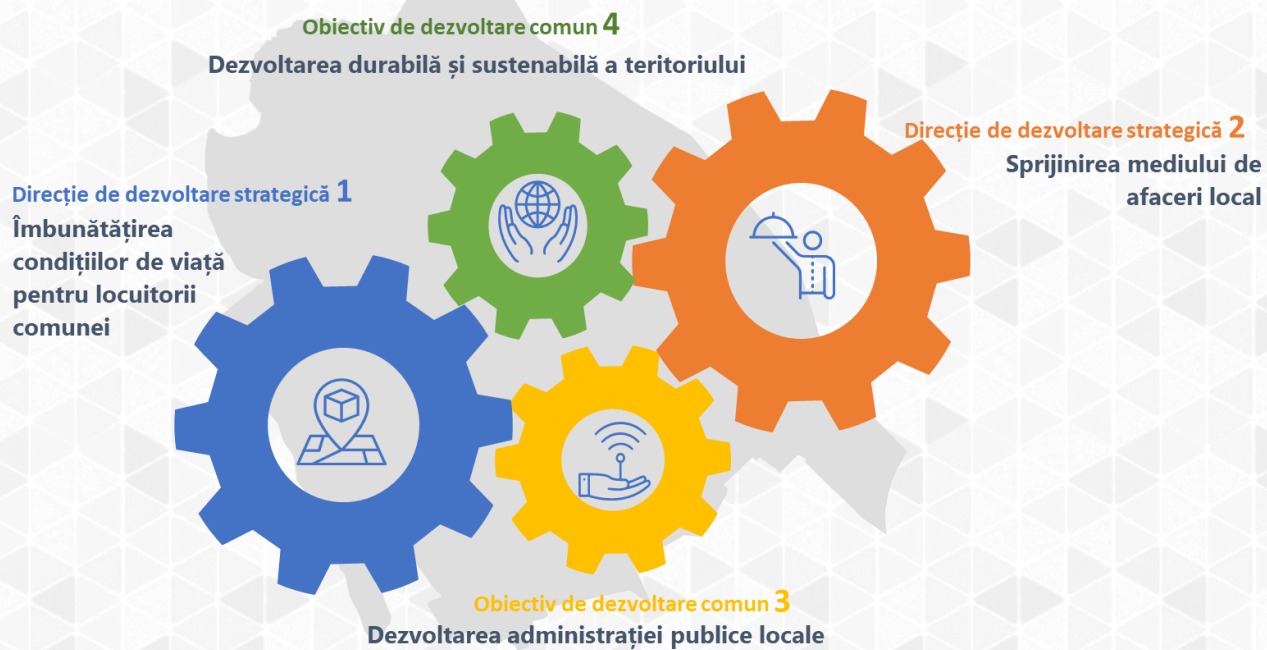 Obiectiv de dezvoltare comun 4
Dezvoltarea durabilă și sustenabilă a teritoriului
Direcție de dezvoltare strategică 2
Sprijinirea mediului de
afaceri local
Direcție de dezvoltare strategică 1
Îmbunătățirea
condițiilor de viață
pentru locuitorii
comunei
Obiectiv de dezvoltare comun 3
Dezvoltarea administrației publice locale